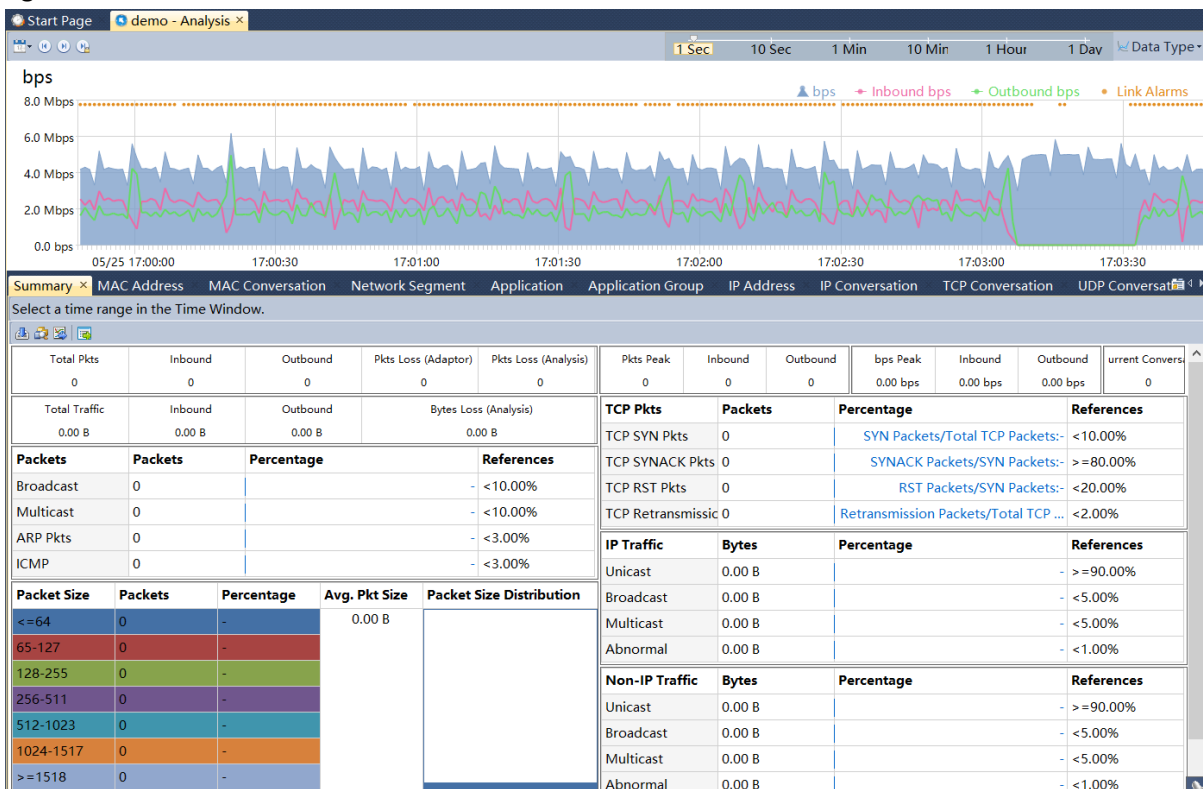 Start Page demo - Analysis ×
1 Sec 10 Sec 1 Min 10 Min 1 Hour 1 Day Data Type
bps
bps Inbound bps Outbound bps Link Alarms
8.0 Mbps
6.0 Mbps
4.0 Mbps
2.0 Mbps
0.0 bps
05/25 17:00:00 17:00:30 17:01:00 17:01:30 17:02:00 17:02:30 17:03:00 17:03:30
Summary × MAC Address × MAC Conversation × Network Segment × Application × Application Group × IP Address × IP Conversation × TCP Conversation × UDP Conversati
Select a time range in the Time Window.
Total Pkts Inbound Outbound Pkts Loss (Adaptor) Pkts Loss (Analysis)
0 0 0 0 0
Total Traffic Inbound Outbound Bytes Loss (Analysis)
0.00 B 0.00 B 0.00 B 0.00 B
Packets Packets Percentage References
Broadcast 0 - <10.00%
Multicast 0 - <10.00%
ARP Pkts 0 - <3.00%
ICMP 0 - <3.00%
Packet Size Packets Percentage Avg. Pkt Size Packet Size Distribution
<=64 0 - 0.00 B
65-127 0 -
128-255 0 -
256-511 0 -
512-1023 0 -
1024-1517 0 -
>=1518 0 -
Pkts Peak Inbound Outbound bps Peak Inbound Outbound urrent Conversa
0 0 0 0.00 bps 0.00 bps 0.00 bps 0
TCP Pkts Packets Percentage References
TCP SYN Pkts 0 SYN Packets/Total TCP Packets:- <10.00%
TCP SYNACK Pkts 0 SYNACK Packets/SYN Packets:- >=80.00%
TCP RST Pkts 0 RST Packets/SYN Packets:- <20.00%
TCP Retransmissic 0 Retransmission Packets/Total TCP ... <2.00%
IP Traffic Bytes Percentage References
Unicast 0.00 B - >=90.00%
Broadcast 0.00 B - <5.00%
Multicast 0.00 B - <5.00%
Abnormal 0.00 B - <1.00%
Non-IP Traffic Bytes Percentage References
Unicast 0.00 B - >=90.00%
Broadcast 0.00 B - <5.00%
Multicast 0.00 B - <5.00%
Abnormal 0.00 B - <1.00%